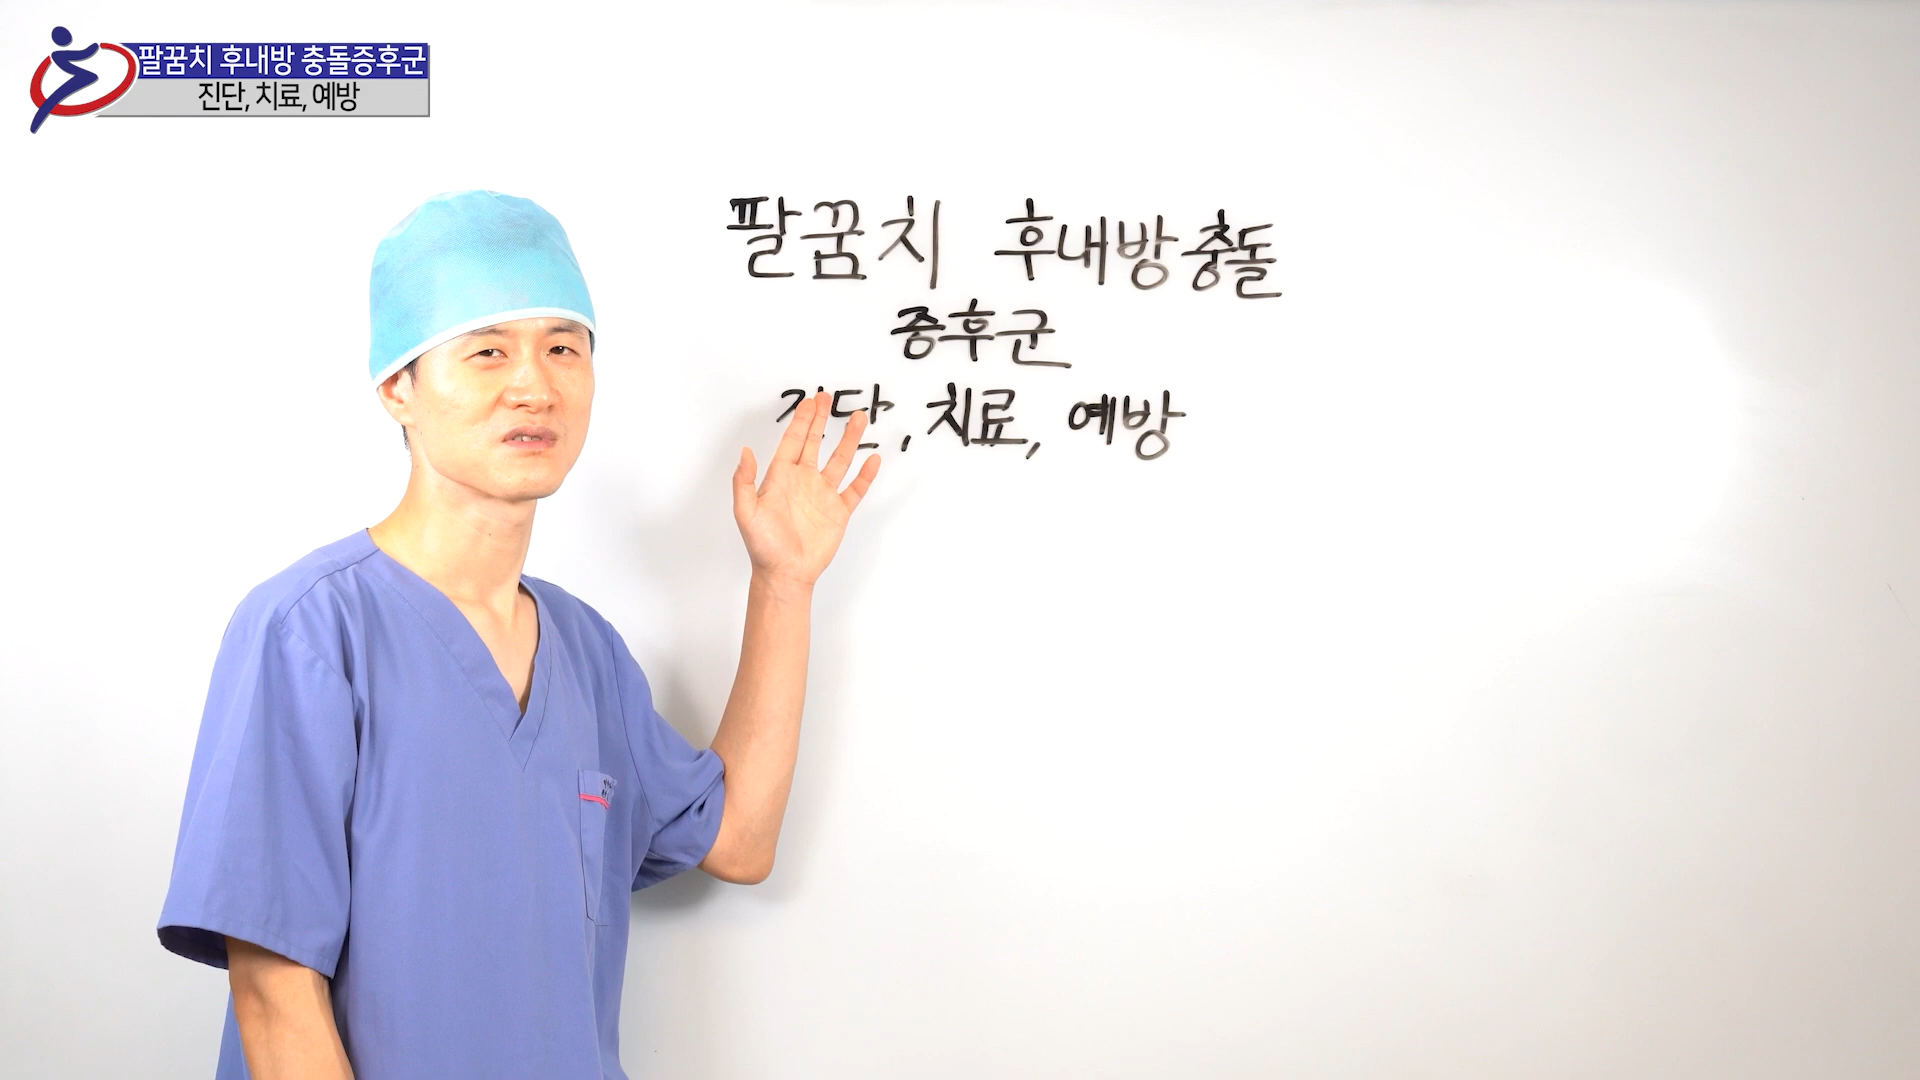 팔꿈치 후내방 충돌증후군
진단, 치료, 예방
팔꿈치 후내방충돌
증후군
진단, 치료, 예방